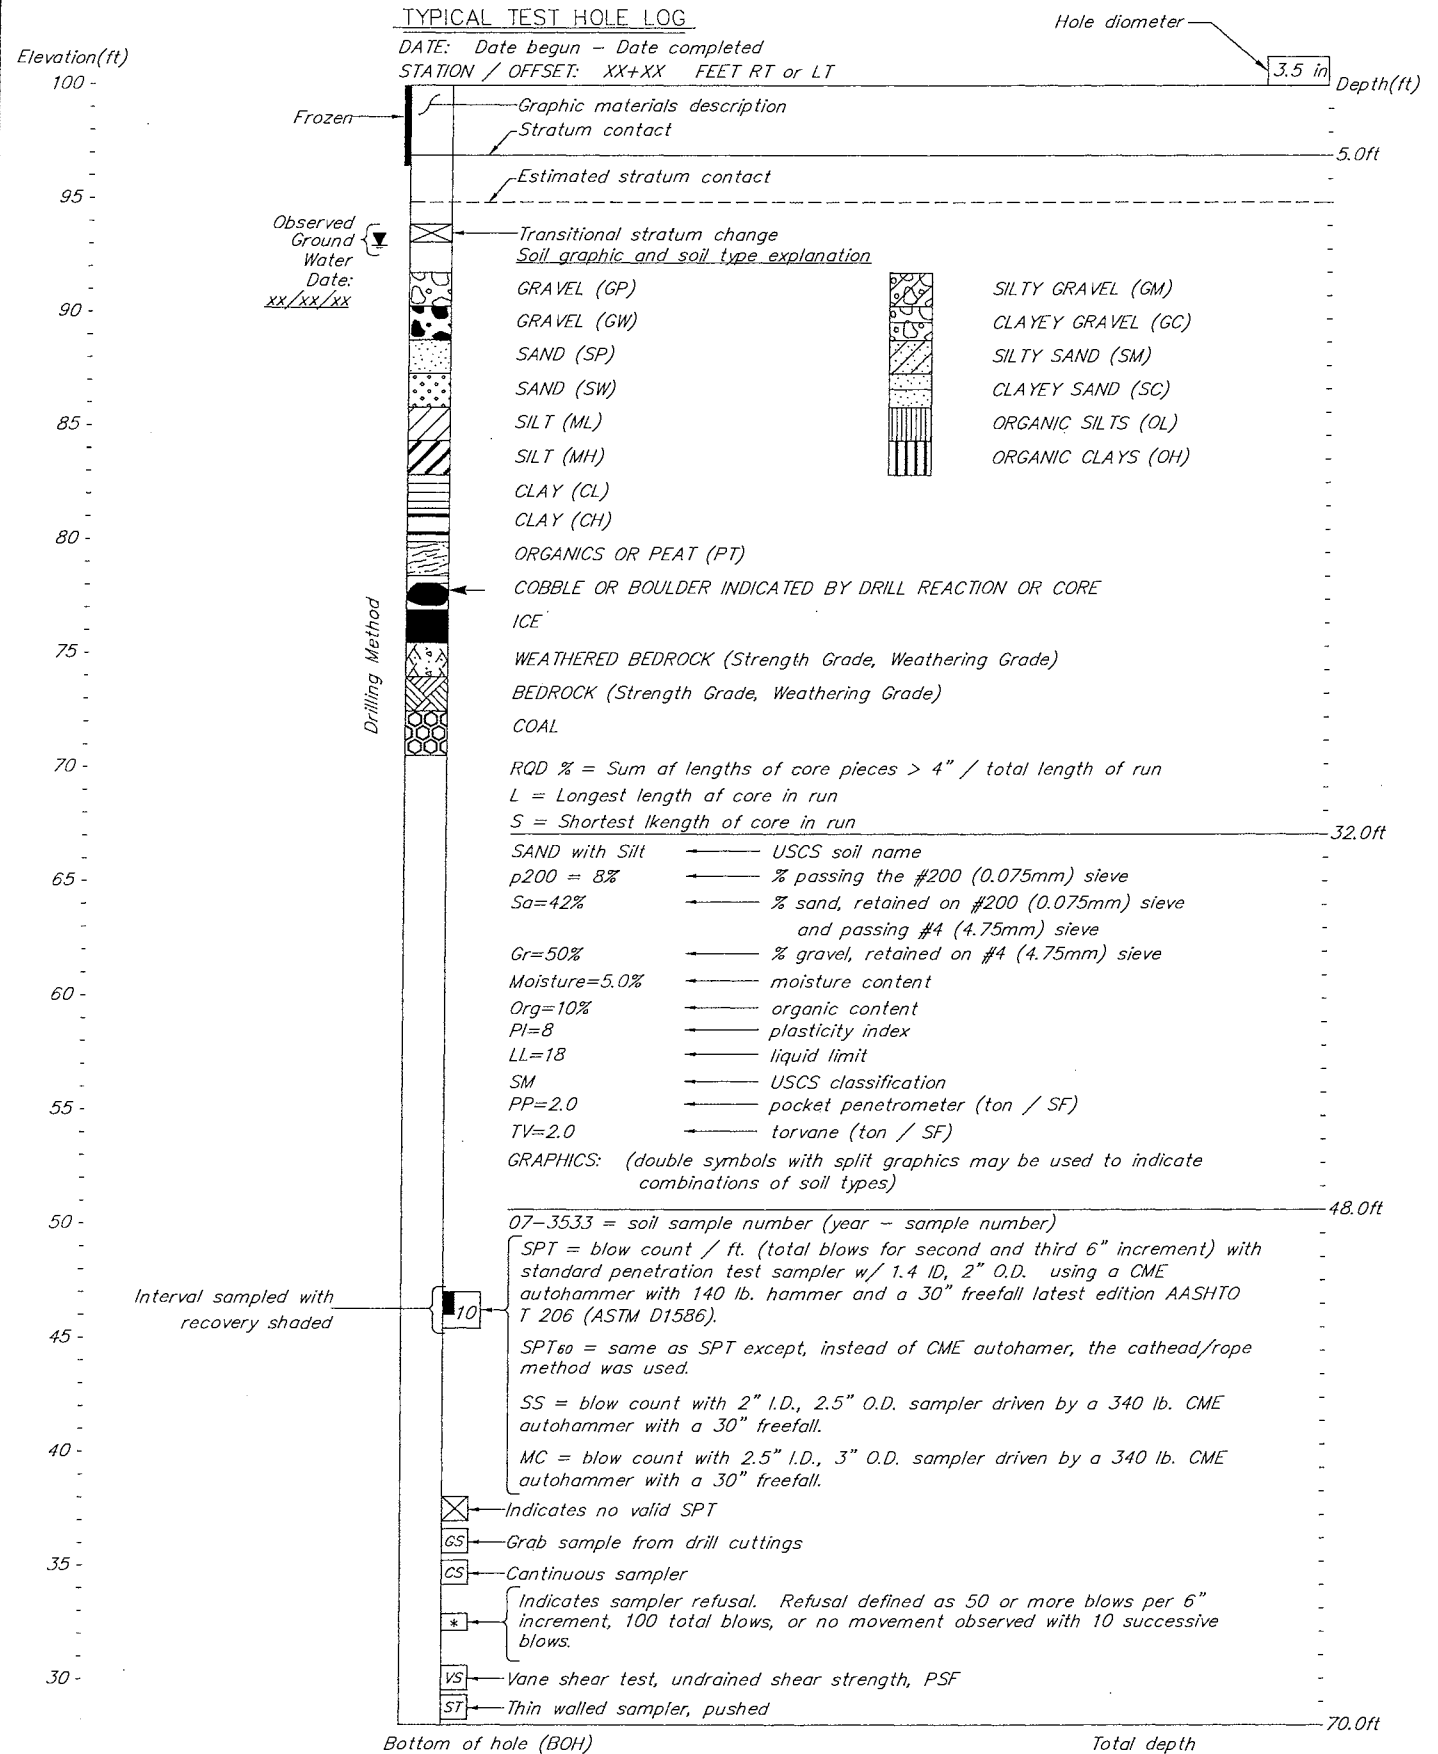 TYPICAL TEST HOLE LOG
Hole diameter
Elevation(ft)
DATE: Date begun - Date completed
STATION / OFFSET: XX+XX FEET RT or LT
3.5 in
Depth(ft)
100 -
Graphic materials description
Frozen
Stratum contact
5.0ft
Estimated stratum contact
95 -
Observed
Ground
Water
Date:
xx/xx/xx
Transitional stratum change
Soil graphic and soil type explanation
GRAVEL (GP)
SILTY GRAVEL (GM)
90 -
GRAVEL (GW)
CLAYEY GRAVEL (GC)
SAND (SP)
SILTY SAND (SM)
SAND (SW)
CLAYEY SAND (SC)
85 -
SILT (ML)
ORGANIC SILTS (OL)
SILT (MH)
ORGANIC CLAYS (OH)
CLAY (CL)
CLAY (CH)
80 -
ORGANICS OR PEAT (PT)
COBBLE OR BOULDER INDICATED BY DRILL REACTION OR CORE
ICE
Drilling Method
75 -
WEATHERED BEDROCK (Strength Grade, Weathering Grade)
BEDROCK (Strength Grade, Weathering Grade)
COAL
70 -
RQD % = Sum af lengths of core pieces > 4" / total length of run
L = Longest length af core in run
S = Shortest lkength of core in run
32.0ft
SAND with Silt USCS soil name
65 -
p200 = 8% % passing the #200 (0.075mm) sieve
Sa=42% % sand, retained on #200 (0.075mm) sieve
and passing #4 (4.75mm) sieve
Gr=50% % gravel, retained on #4 (4.75mm) sieve
Moisture=5.0% moisture content
60 -
Org=10% organic content
PI=8 plasticity index
LL=18 liquid limit
SM USCS classification
55 -
PP=2.0 pocket penetrometer (ton / SF)
TV=2.0 torvane (ton / SF)
GRAPHICS: (double symbols with split graphics may be used to indicate
combinations of soil types)
48.0ft
50 -
07-3533 = soil sample number (year - sample number)
SPT = blow count / ft. (total blows for second and third 6" increment) with
standard penetration test sampler w/ 1.4 ID, 2" O.D. using a CME
autohammer with 140 lb. hammer and a 30" freefall latest edition AASHTO
T 206 (ASTM D1586).
Interval sampled with
recovery shaded
10
45 -
SPT60 = same as SPT except, instead of CME autohamer, the cathead/rope
method was used.
SS = blow count with 2" I.D., 2.5" O.D. sampler driven by a 340 lb. CME
autohammer with a 30" freefall.
40 -
MC = blow count with 2.5" I.D., 3" O.D. sampler driven by a 340 lb. CME
autohammer with a 30" freefall.
Indicates no valid SPT
GS Grab sample from drill cuttings
35 -
CS Cantinuous sampler
Indicates sampler refusal. Refusal defined as 50 or more blows per 6"
* increment, 100 total blows, or no movement observed with 10 successive
blows.
30 -
VS Vane shear test, undrained shear strength, PSF
ST Thin walled sampler, pushed
70.0ft
Bottom of hole (BOH)
Total depth